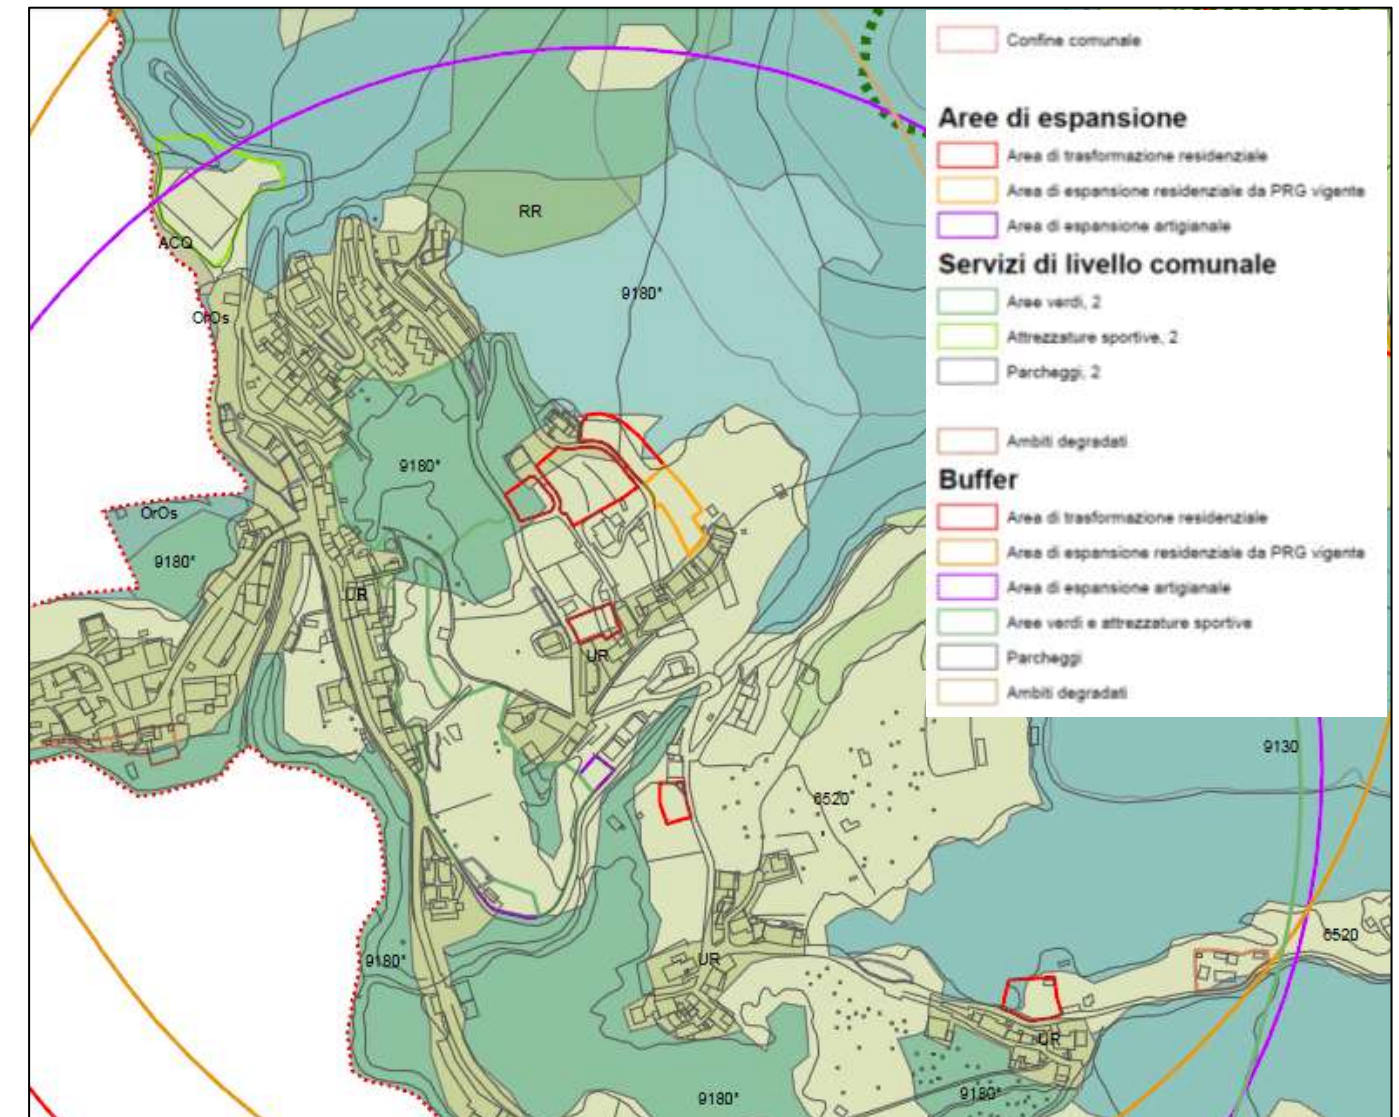 Confine comunale
Aree di espansione
Area di trasformazione residenziale
Area di espansione residenziale da PRG vigente
Area di espansione artigianale
Servizi di livello comunale
Aree verdi, 2
Attrezzature sportive, 2
Parcheggi, 2
Ambiti degradati
Buffer
Area di trasformazione residenziale
Area di espansione residenziale da PRG vigente
Area di espansione artigianale
Aree verdi e attrezzature sportive
Parcheggi
Ambiti degradati
RR
ACQ
9180*
OrOs
9180*
OrOs
9180*
UR
UR
9130
6520
6520
9180*
UR
UR
9180*
9180*